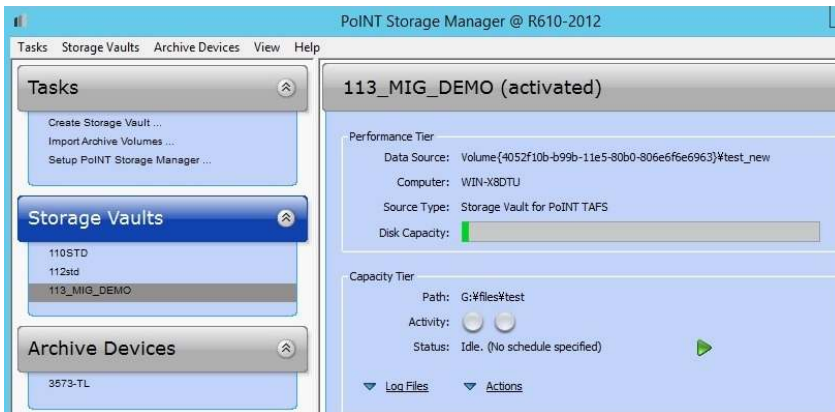 PoINT Storage Manager @ R610-2012
Tasks Storage Vaults Archive Devices View Help
Tasks
Create Storage Vault ...
Import Archive Volumes ...
Setup PoINT Storage Manager ...
Storage Vaults
110STD
112std
113_MIG_DEMO
Archive Devices
3573-TL
113_MIG_DEMO (activated)
Performance Tier
Data Source: Volume{4052f10b-b99b-11e5-80b0-806e6f6e6963}¥test_new
Computer: WIN-X8DTU
Source Type: Storage Vault for PoINT TAFS
Disk Capacity:
Capacity Tier
Path: G:¥files¥test
Activity:
Status: Idle. (No schedule specified)
Log Files Actions